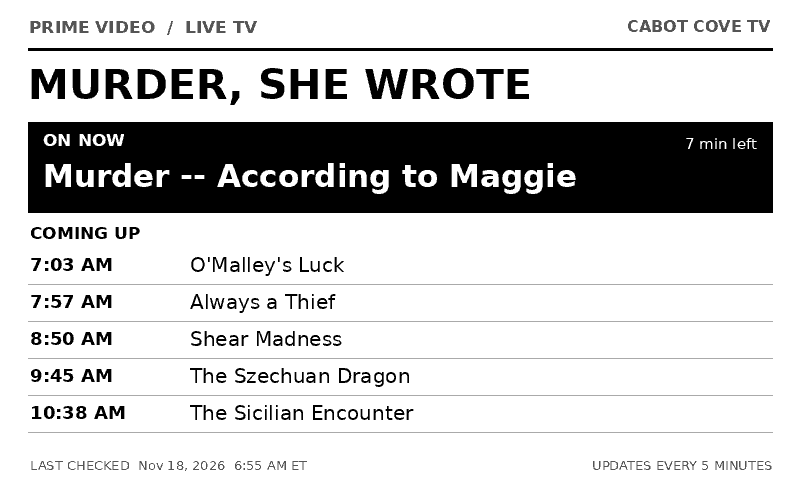 PRIME VIDEO / LIVE TV
CABOT COVE TV
MURDER, SHE WROTE
ON NOW
7 min left
Murder -- According to Maggie
COMING UP
7:03 AM O'Malley's Luck
7:57 AM Always a Thief
8:50 AM Shear Madness
9:45 AM The Szechuan Dragon
10:38 AM The Sicilian Encounter
LAST CHECKED Nov 18, 2026 6:55 AM ET
UPDATES EVERY 5 MINUTES